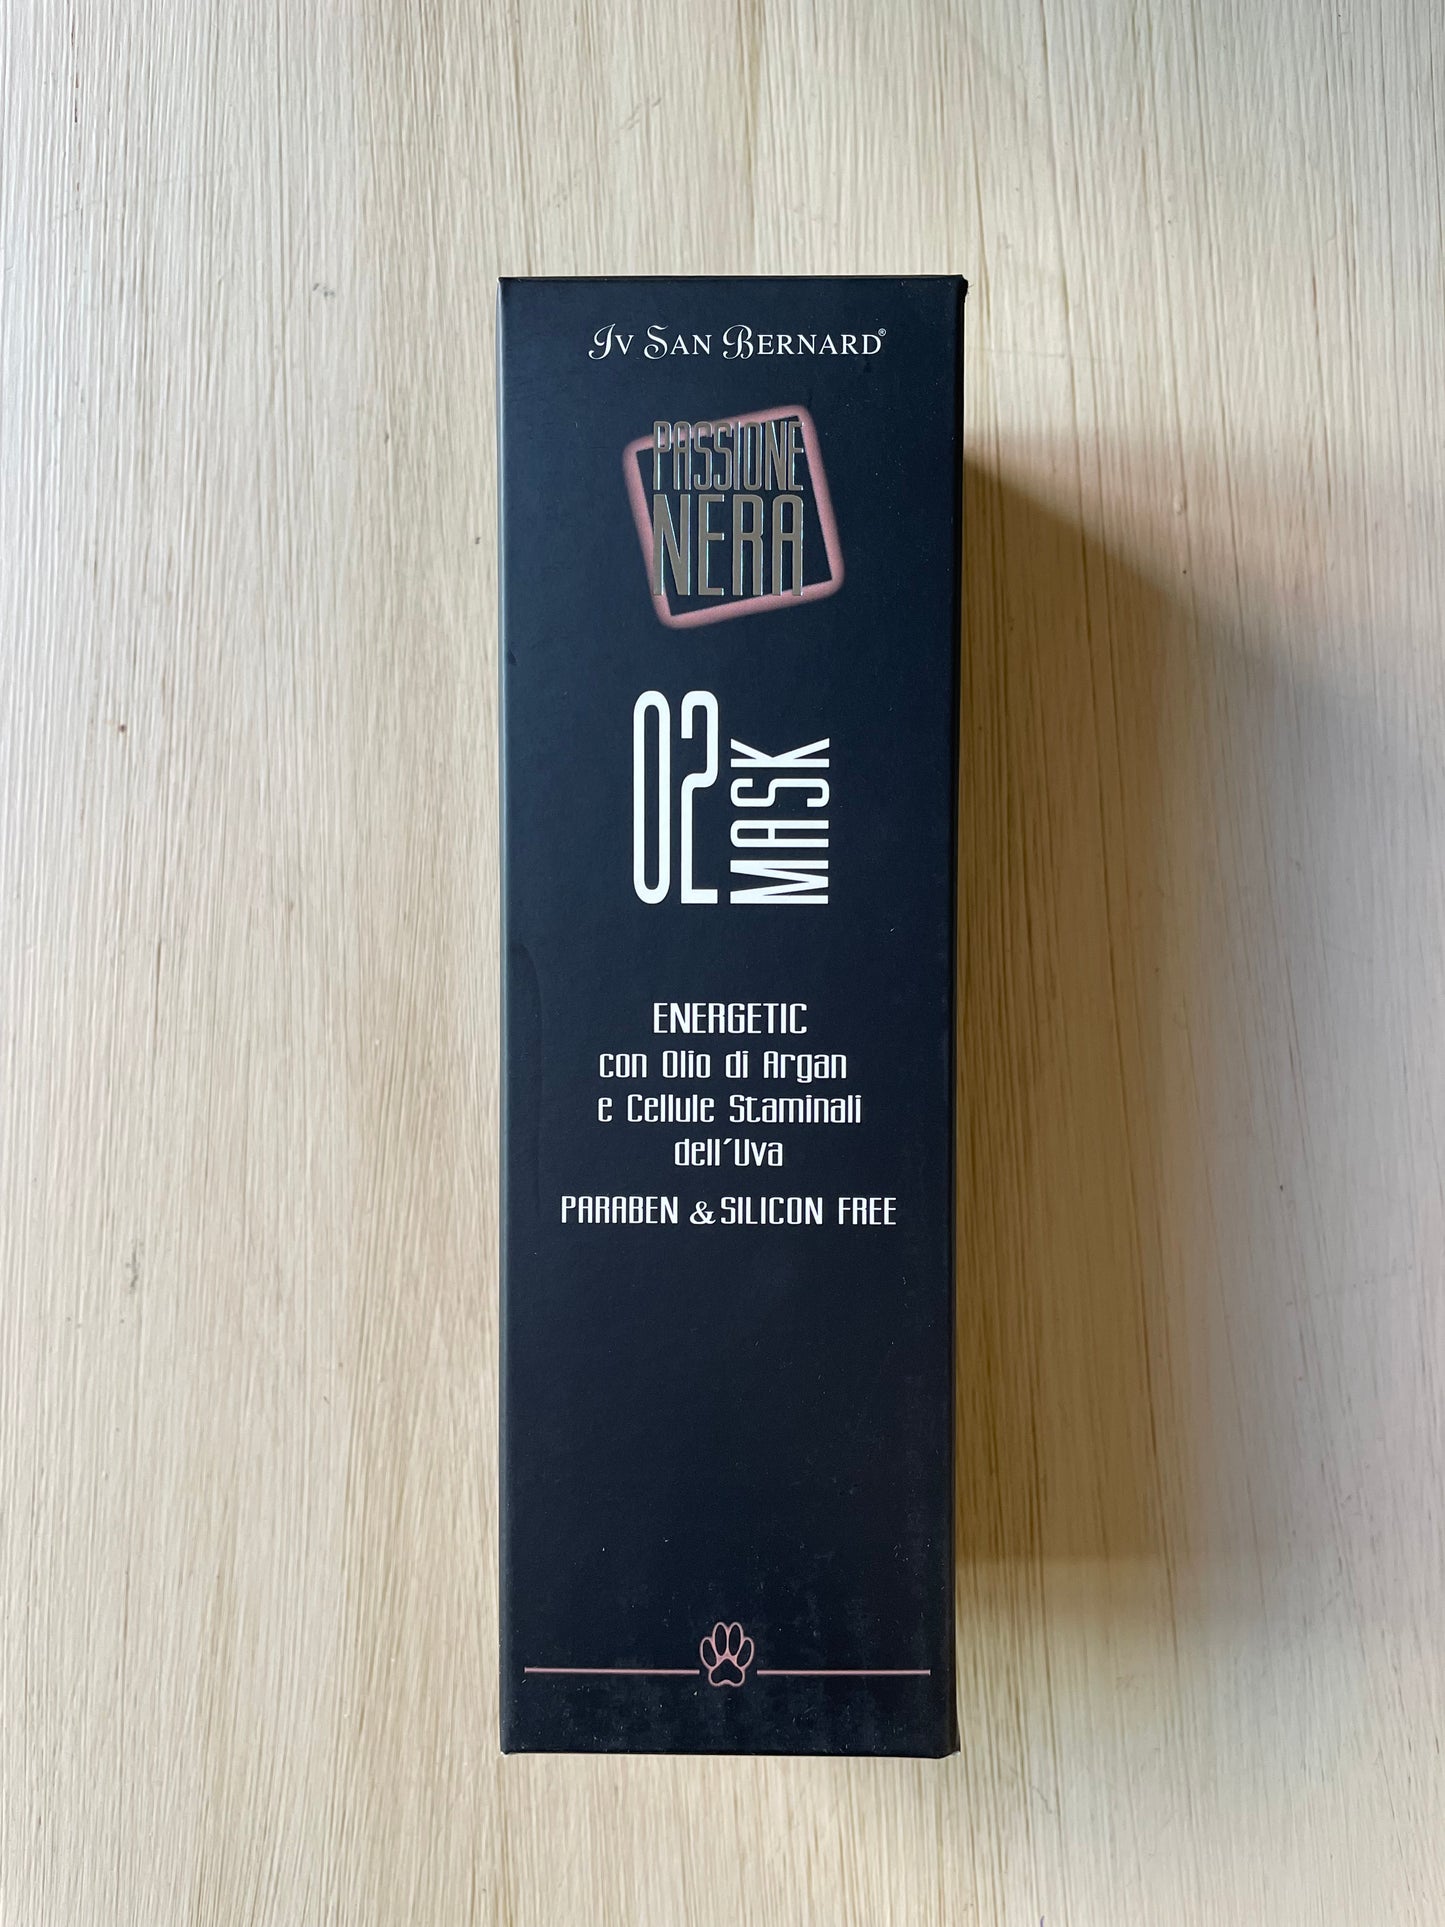 Iv San Bernard®
PASSIONE
NERA
02
MASK
ENERGETIC
con Olio di Argan
e Cellule Staminali
dell'Uva
PARABEN & SILICON FREE